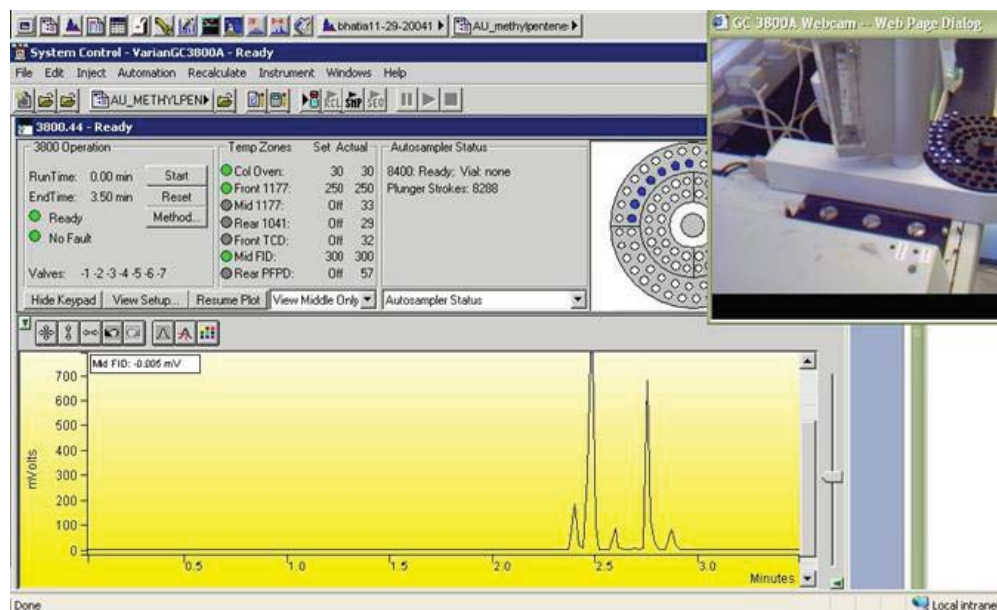 bhatia11-29-20041 AU_methylpentene
GC 3800A Webcam -- Web Page Dialog
System Control - VarianGC3800A - Ready
File Edit Inject Automation Recalculate Instrument Windows Help
AU_METHYLPEN RCL SMP SEQ
3800.44 - Ready
3800 Operation
RunTime: 0.00 min Start
EndTime: 3.50 min Reset
Ready Method...
No Fault
Valves: -1 -2 -3 -4 -5 -6 -7
Temp Zones Set Actual
Col Oven: 30 30
Front 1177: 250 250
Mid 1177: Off 33
Rear 1041: Off 29
Front TCD: Off 32
Mid FID: 300 300
Rear PFPD: Off 57
Autosampler Status
8400: Ready; Vial: none
Plunger Strokes: 8288
Hide Keypad View Setup... Resume Plot View Middle Only Autosampler Status
Mid FID: -0.005 mV
mVolts
700
600
500
400
300
200
100
0
0.5 1.0 1.5 2.0 2.5 3.0
Minutes
Done Local intrane